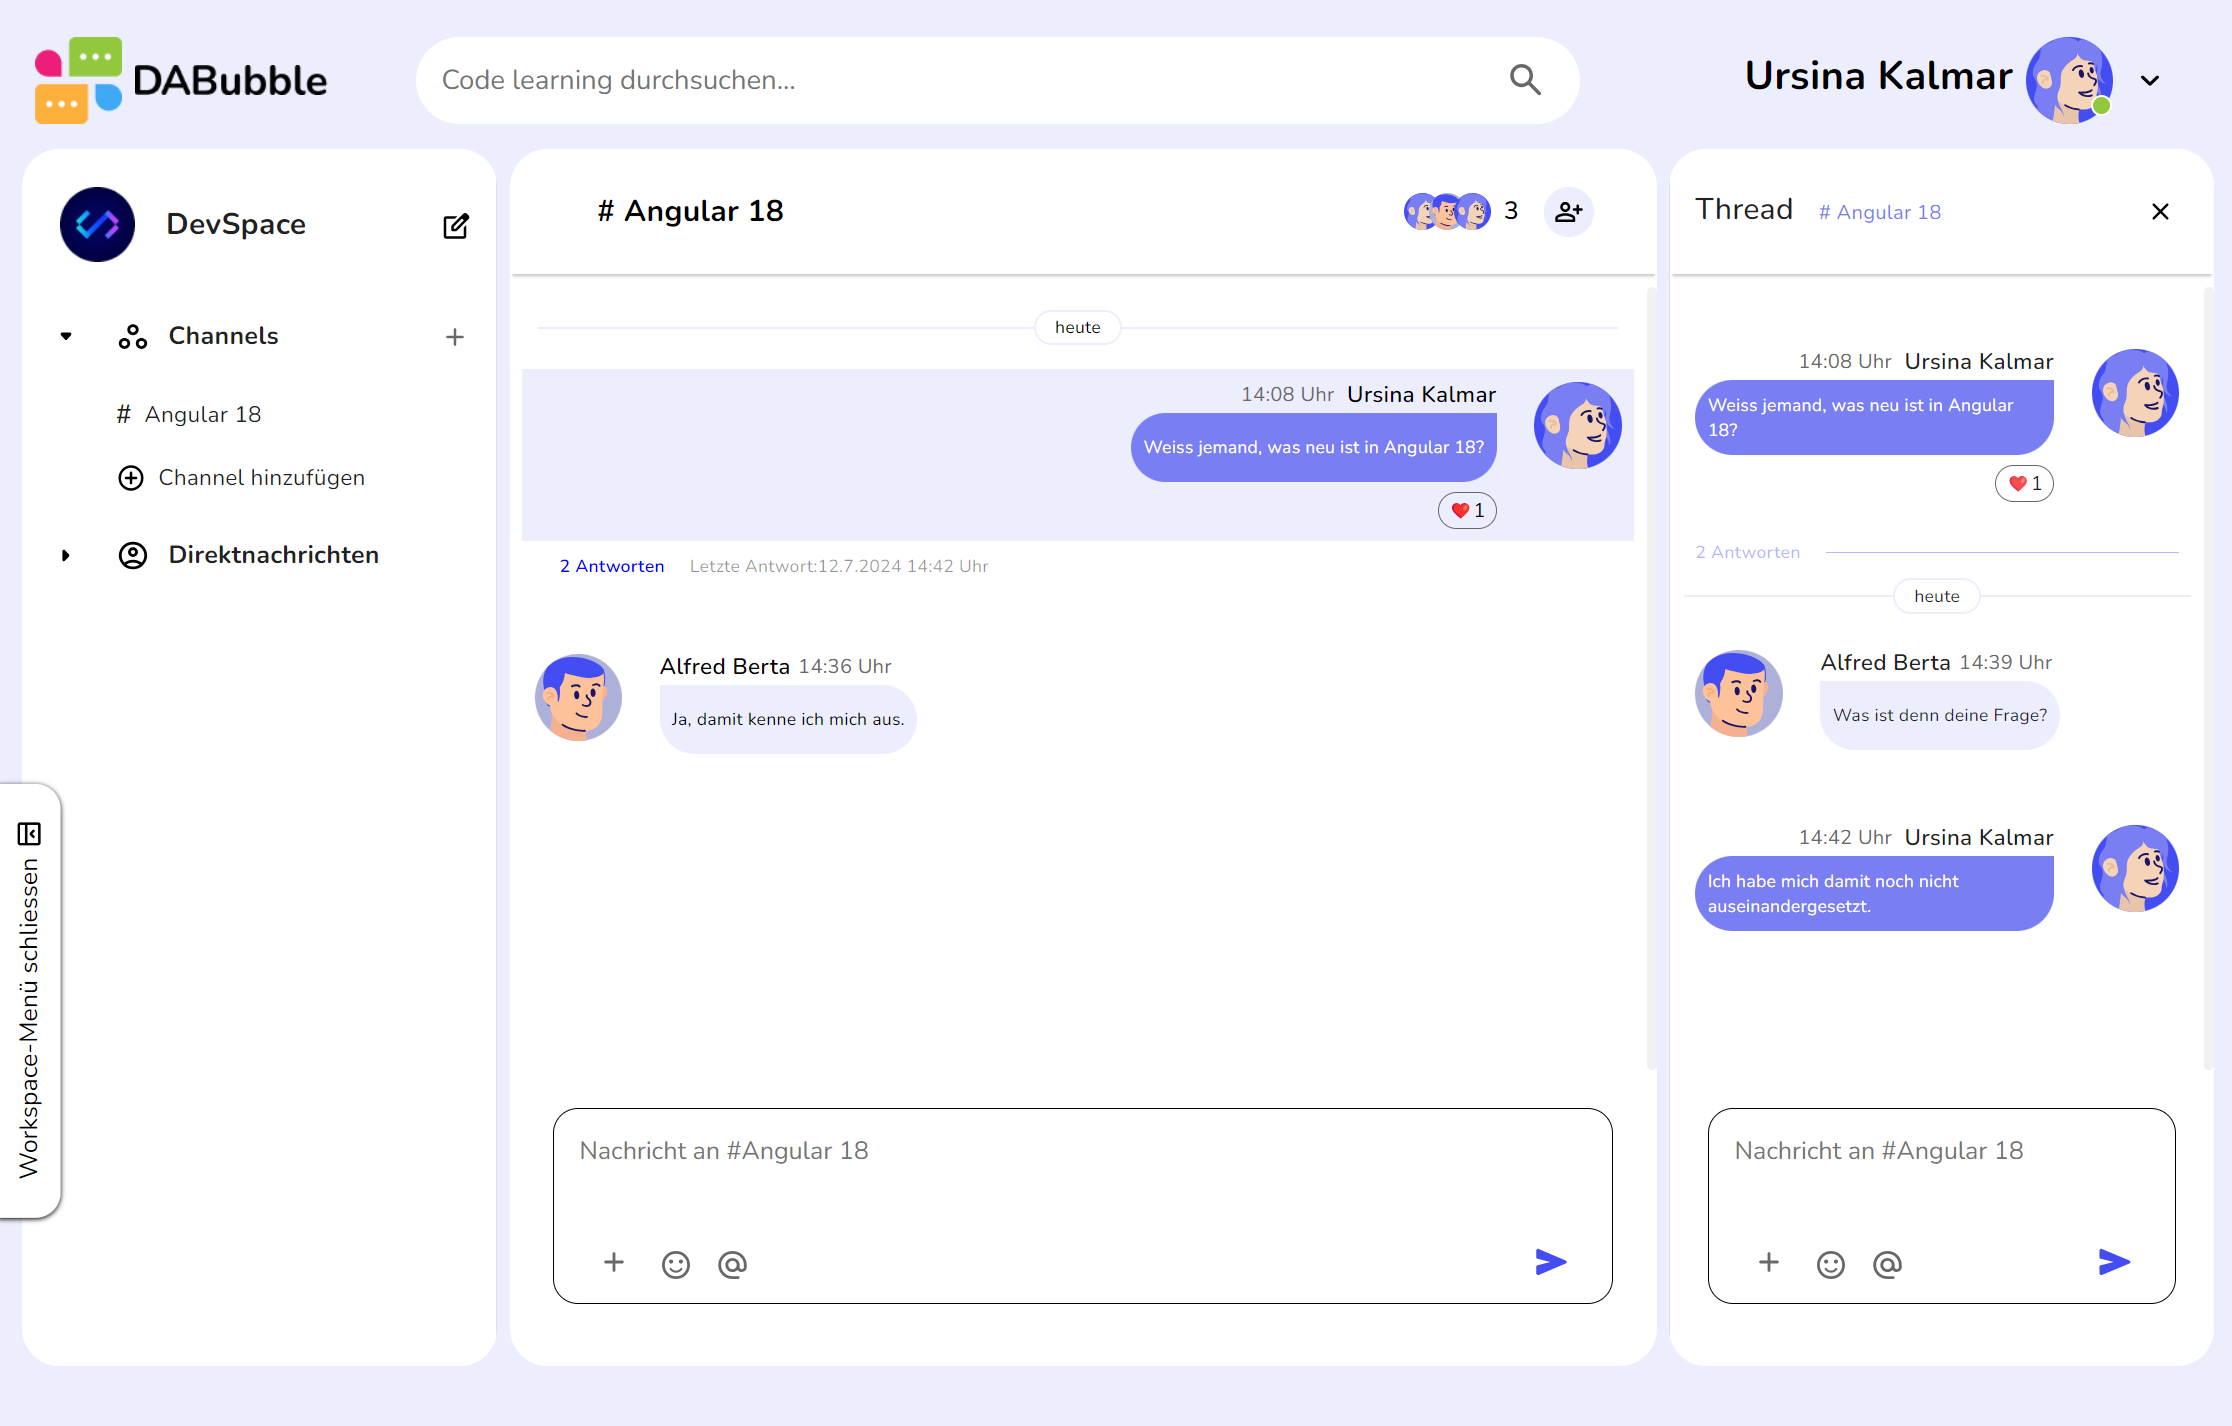 DABubble
Code learning durchsuchen...
Ursina Kalmar
DevSpace
Channels
# Angular 18
Channel hinzufügen
Direktnachrichten
Workspace-Menü schliessen
# Angular 18
3
heute
14:08 Uhr Ursina Kalmar
Weiss jemand, was neu ist in Angular 18?
❤️ 1
2 Antworten Letzte Antwort:12.7.2024 14:42 Uhr
Alfred Berta 14:36 Uhr
Ja, damit kenne ich mich aus.
Nachricht an #Angular 18
Thread # Angular 18
14:08 Uhr Ursina Kalmar
Weiss jemand, was neu ist in Angular
18?
❤️ 1
2 Antworten
heute
Alfred Berta 14:39 Uhr
Was ist denn deine Frage?
14:42 Uhr Ursina Kalmar
Ich habe mich damit noch nicht
auseinandergesetzt.
Nachricht an #Angular 18